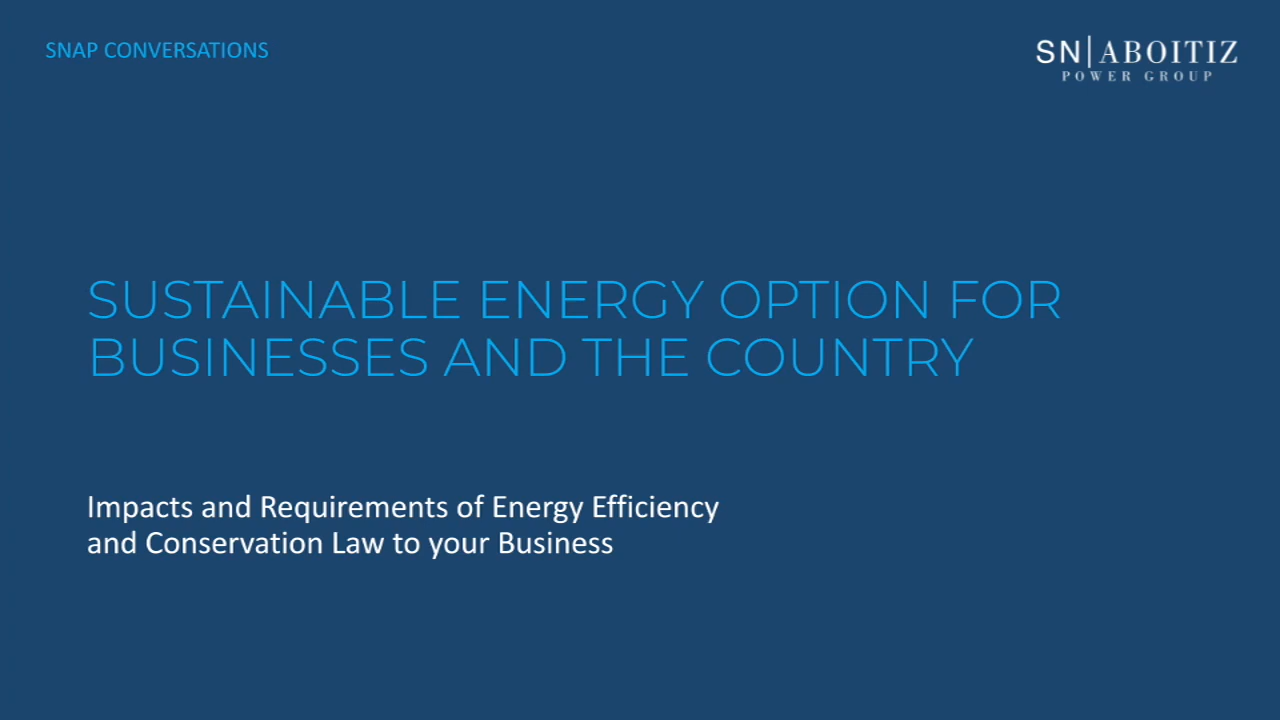 SNAP CONVERSATIONS
SN|ABOITIZ
POWER GROUP
SUSTAINABLE ENERGY OPTION FOR
BUSINESSES AND THE COUNTRY
Impacts and Requirements of Energy Efficiency
and Conservation Law to your Business